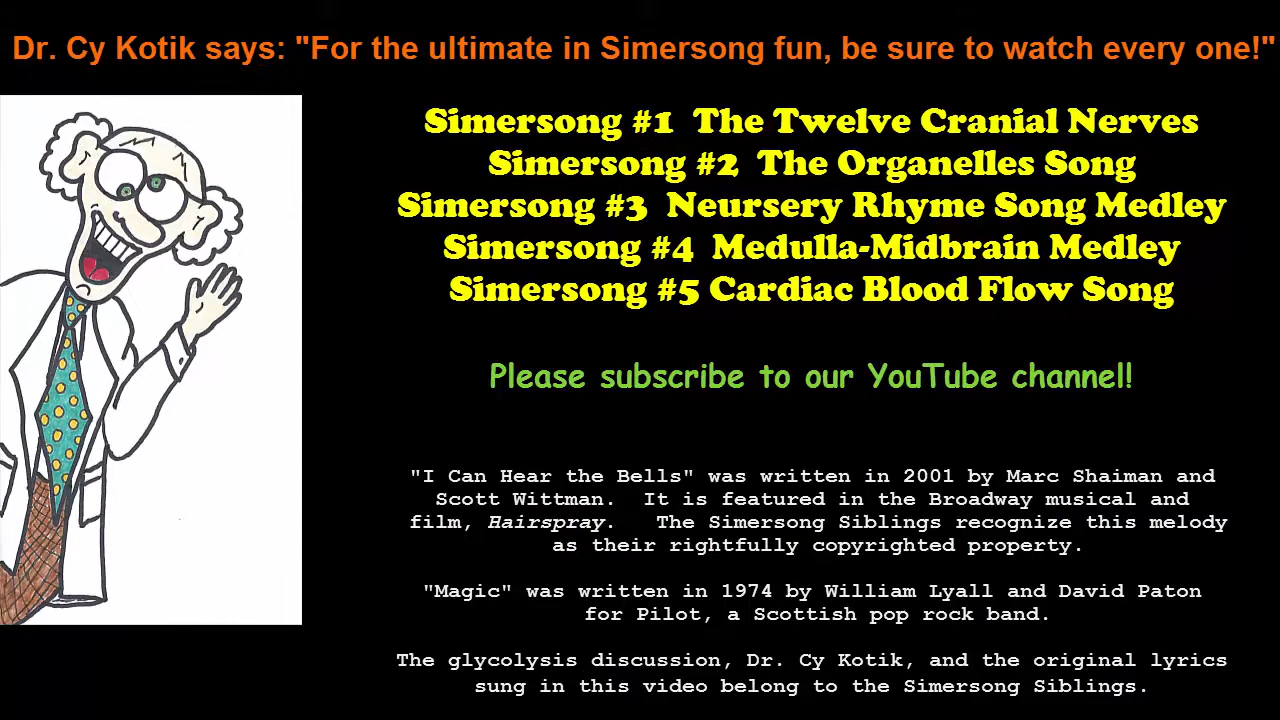 Dr. Cy Kotik says: "For the ultimate in Simersong fun, be sure to watch every one!"
Simersong #1 The Twelve Cranial Nerves
Simersong #2 The Organelles Song
Simersong #3 Neursery Rhyme Song Medley
Simersong #4 Medulla-Midbrain Medley
Simersong #5 Cardiac Blood Flow Song
Please subscribe to our YouTube channel!
"I Can Hear the Bells" was written in 2001 by Marc Shaiman and
Scott Wittman. It is featured in the Broadway musical and
film, Hairspray. The Simersong Siblings recognize this melody
as their rightfully copyrighted property.
"Magic" was written in 1974 by William Lyall and David Paton
for Pilot, a Scottish pop rock band.
The glycolysis discussion, Dr. Cy Kotik, and the original lyrics
sung in this video belong to the Simersong Siblings.